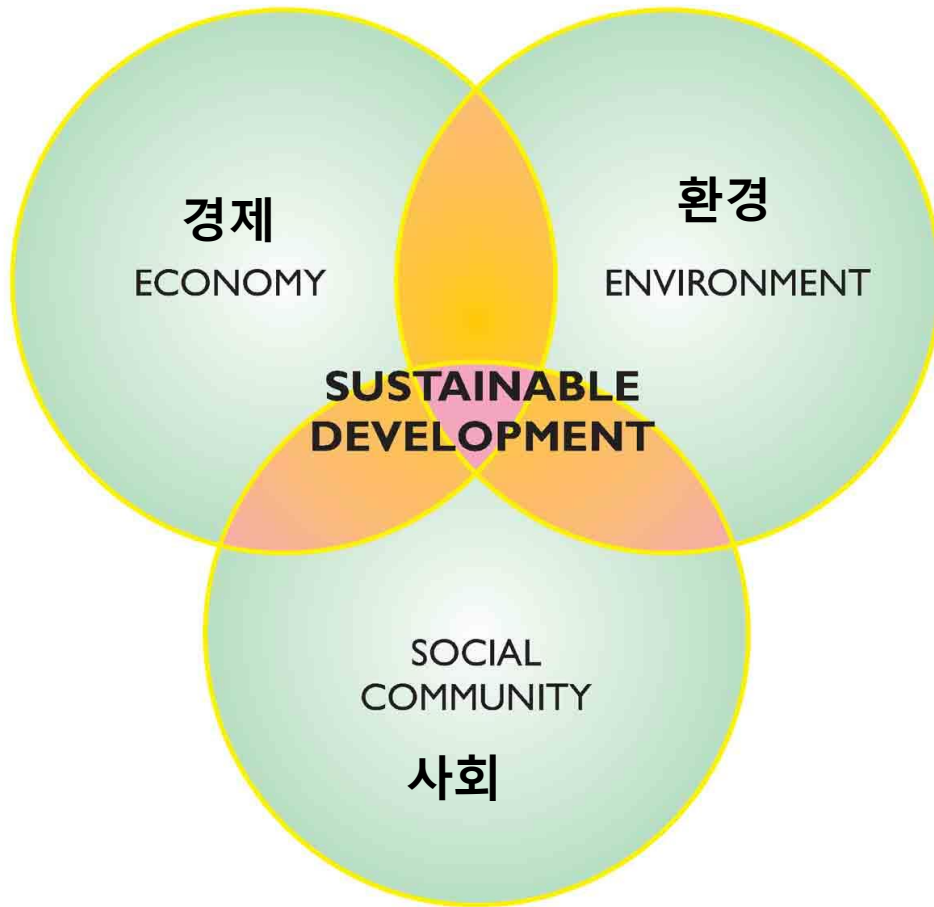 경제
ECONOMY
환경
ENVIRONMENT
SUSTAINABLE
DEVELOPMENT
SOCIAL
COMMUNITY
사회